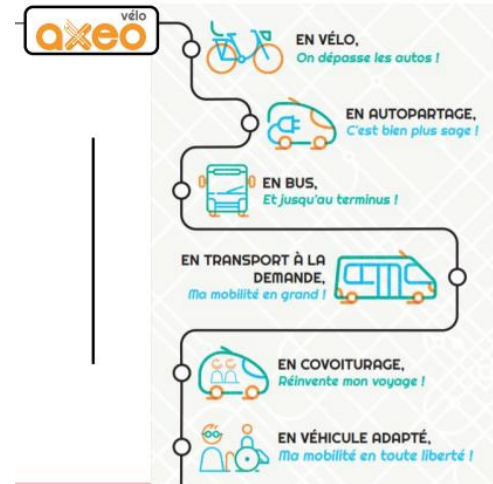 vélo
axeo
EN VÉLO,
On dépasse les autos !
EN AUTOPARTAGE,
C'est bien plus sage !
EN BUS,
Et jusqu'au terminus !
EN TRANSPORT À LA
DEMANDE,
Ma mobilité en grand !
EN COVOITURAGE,
Réinvente mon voyage !
EN VÉHICULE ADAPTÉ,
Ma mobilité en toute liberté !